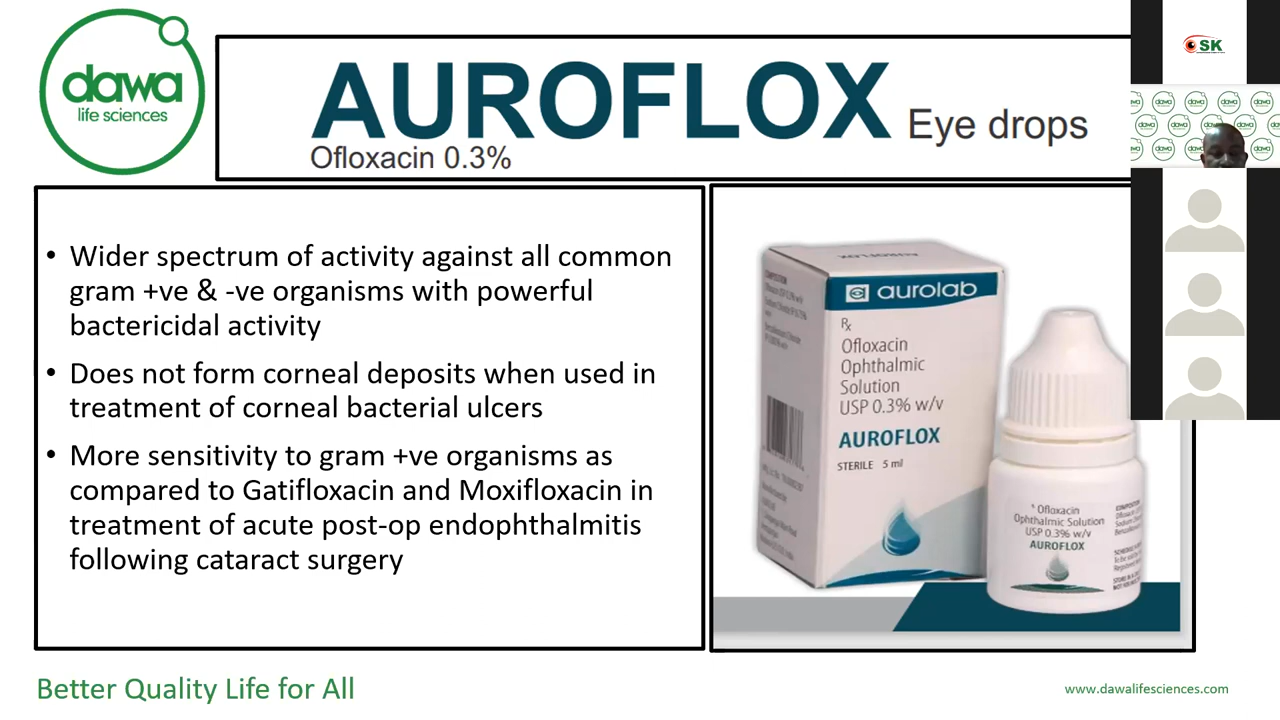 dawa
life sciences
AUROFLOX Eye drops
Ofloxacin 0.3%
SK
• Wider spectrum of activity against all common
gram +ve & -ve organisms with powerful
bactericidal activity
• Does not form corneal deposits when used in
treatment of corneal bacterial ulcers
• More sensitivity to gram +ve organisms as
compared to Gatifloxacin and Moxifloxacin in
treatment of acute post-op endophthalmitis
following cataract surgery
AUROFLOX
aurolab
Rx
Ofloxacin
Ophthalmic
Solution
USP 0.3% w/v
AUROFLOX
STERILE 5 ml
Ofloxacin
Ophthalmic Solution
USP 0.3% w/v
AUROFLOX
Better Quality Life for All
www.dawalifesciences.com